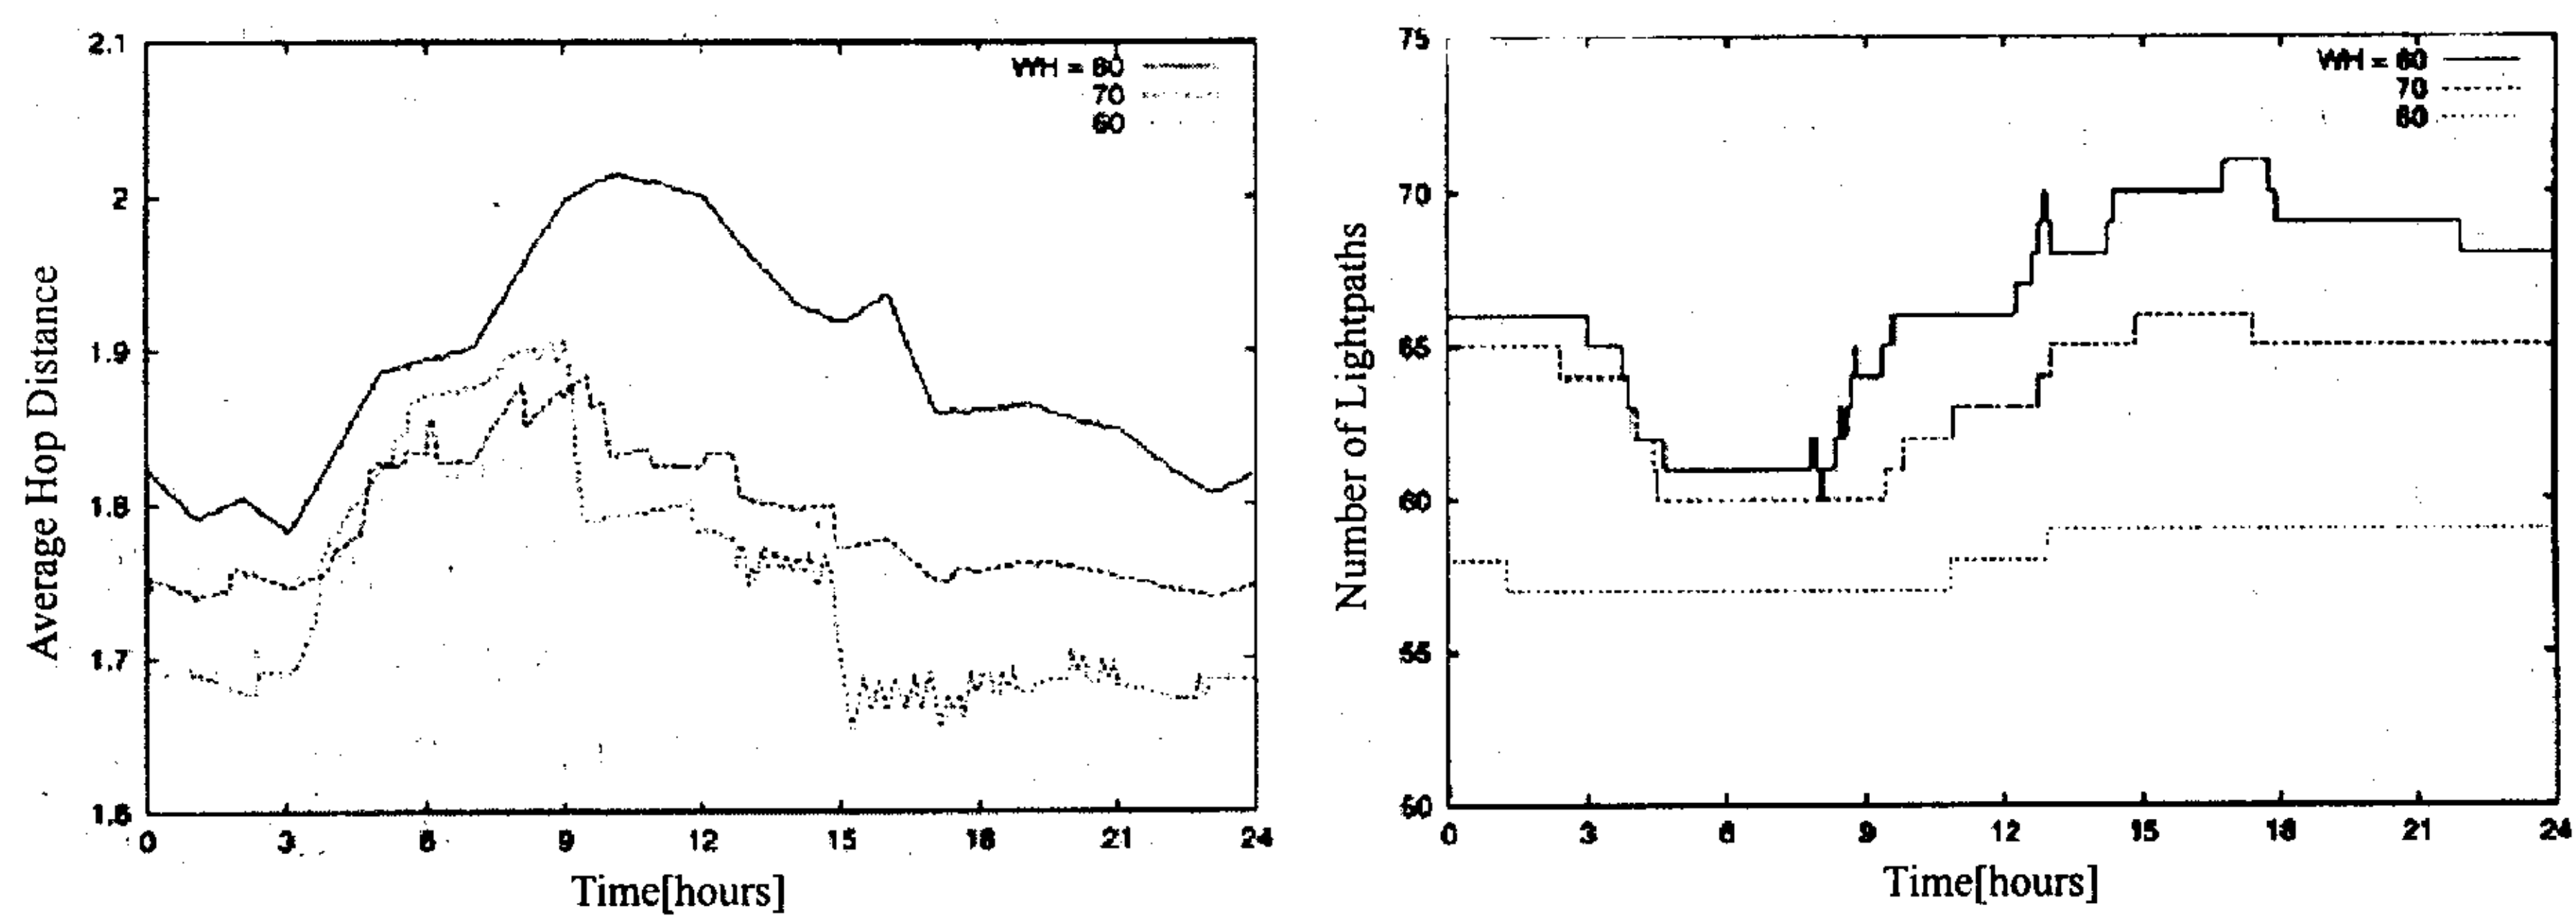 2.1
2
1.9
1.8
1.7
1.6
Average Hop Distance
WH = 80
70
60
0 3 6 9 12 15 18 21 24
Time[hours]
75
70
65
60
55
50
Number of Lightpaths
WH = 80
70
60
0 3 6 9 12 15 18 21 24
Time[hours]